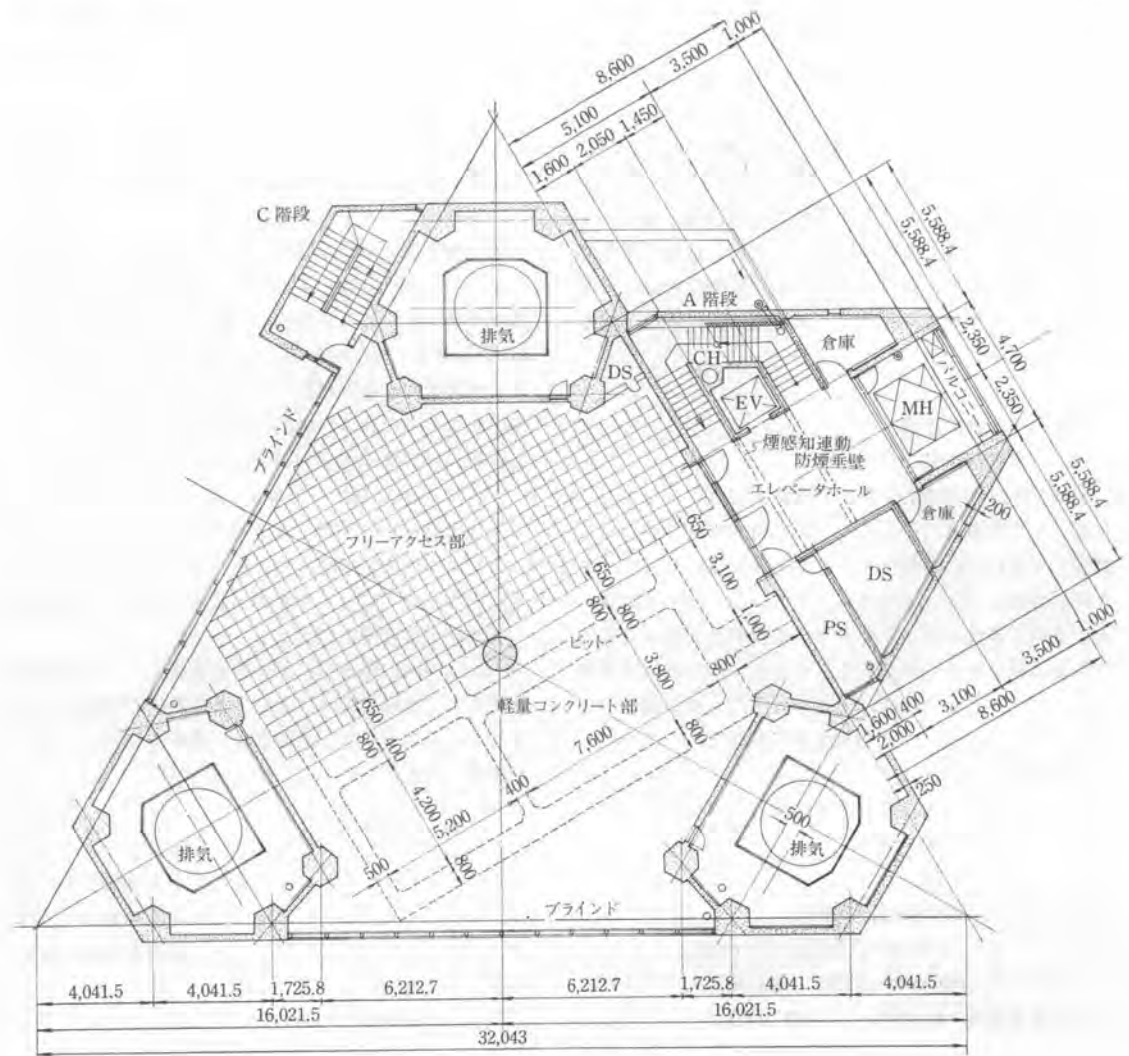 1,000
3,500
8,600
5,100
1,450
2,050
1,600
C 階段
A 階段
5,588.4
5,588.4
2,350
4,700
2,350
倉庫
バルコニー
CH
EV
MH
排気
DS
煙感知連動
防煙垂壁
エレベータホール
倉庫
200
5,588.4
5,588.4
ブラインド
フリーアクセス部
650
3,100
1,000
DS
PS
650
800
800
ピット
3,800
800
軽量コンクリート部
7,600
800
650
800
400
4,200
5,200
400
500
800
1,000
3,500
3,100
8,600
1,600
400
2,000
250
500
排気
排気
ブラインド
4,041.5
4,041.5
1,725.8
6,212.7
6,212.7
1,725.8
4,041.5
4,041.5
16,021.5
16,021.5
32,043